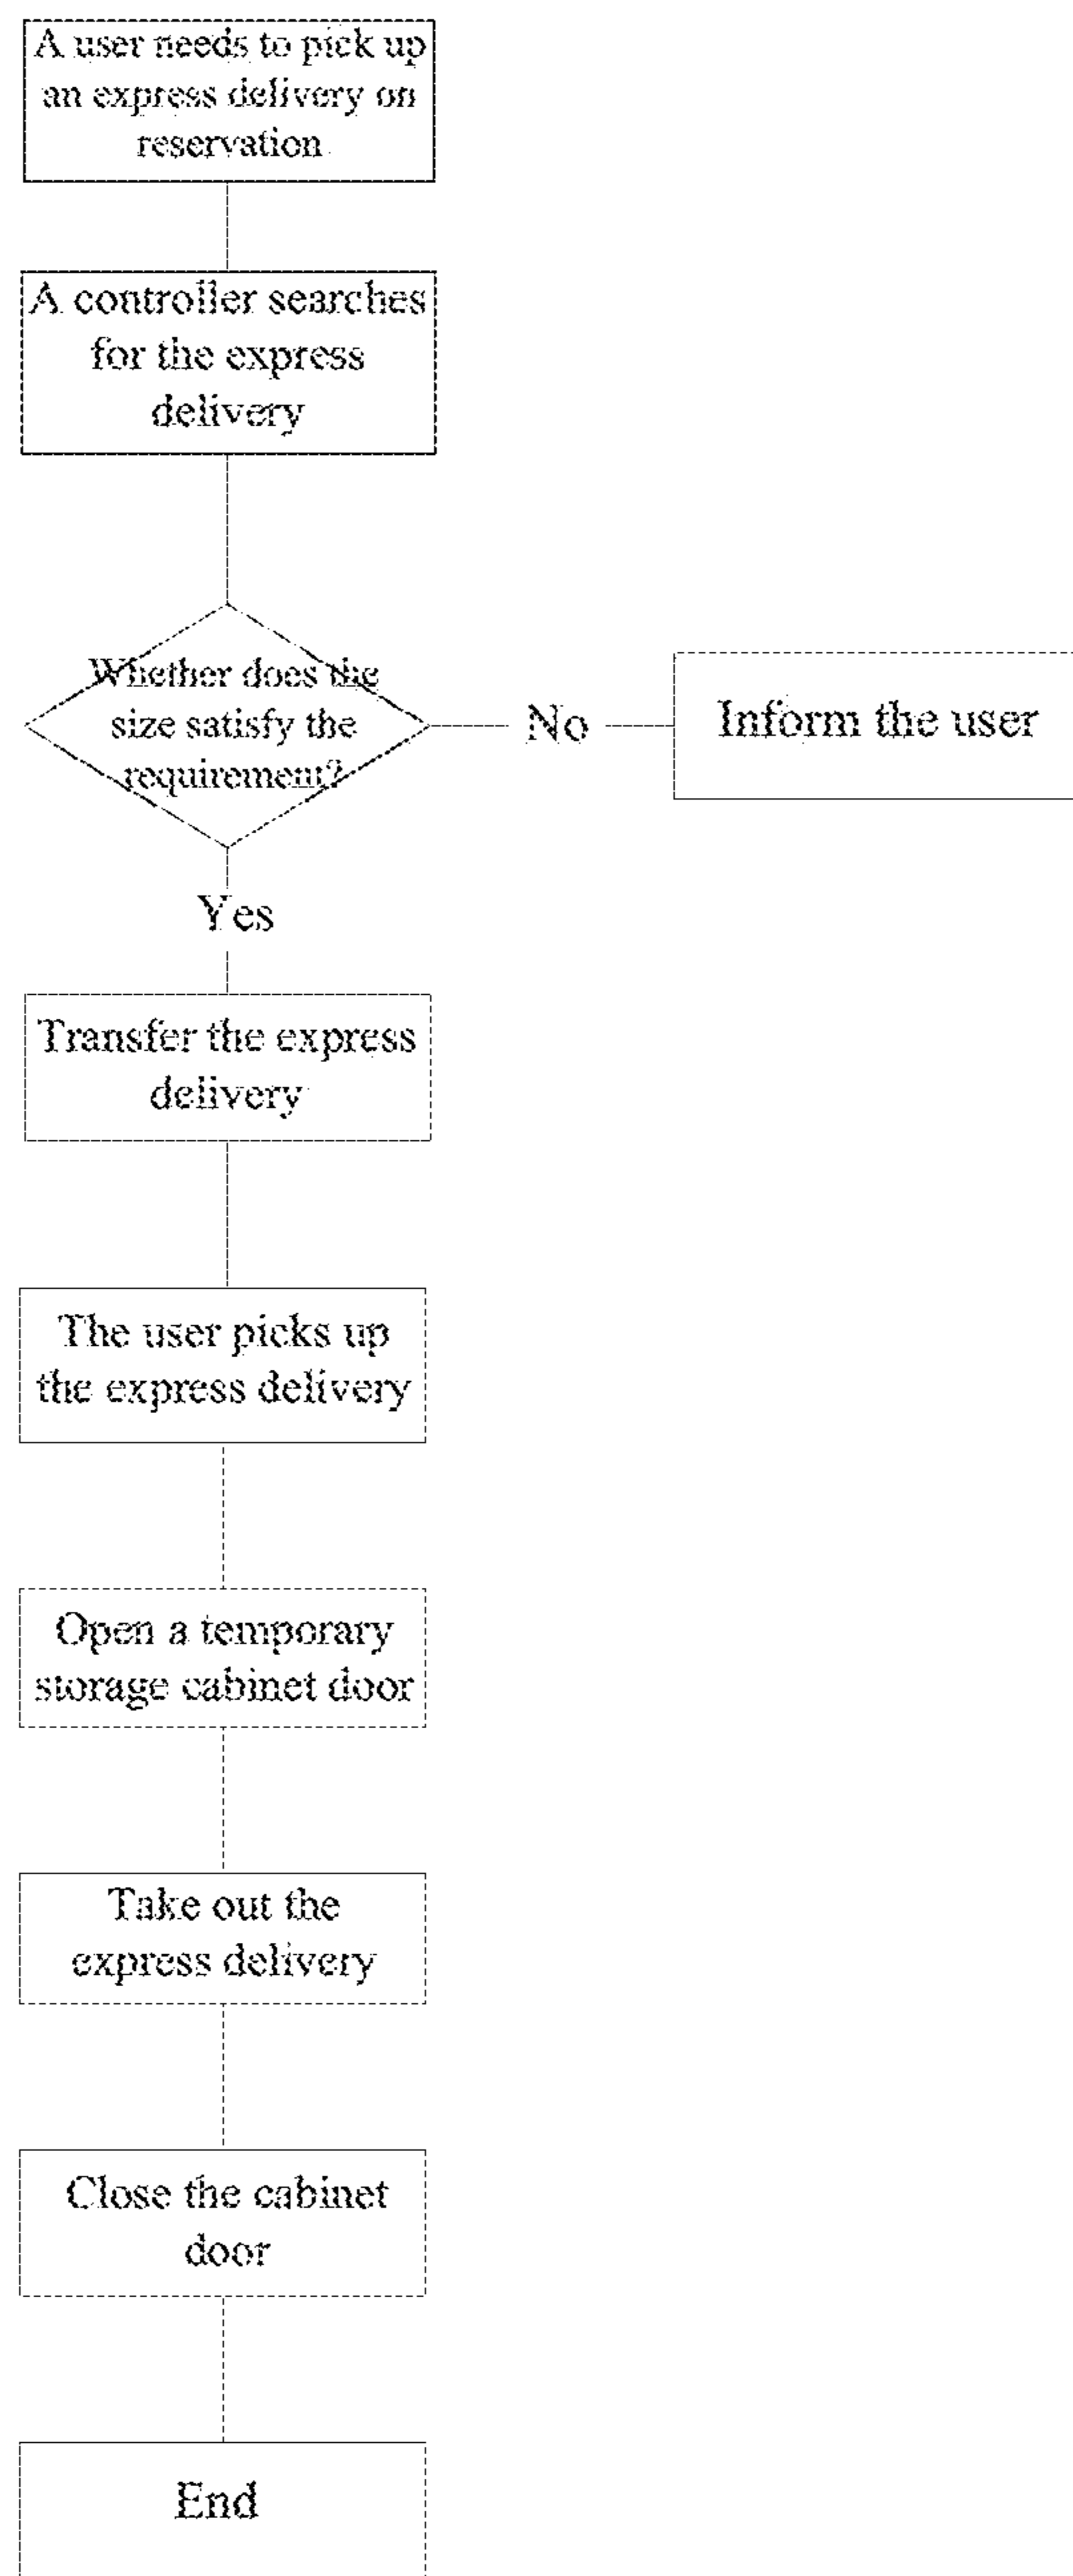 A user needs to pick up
an express delivery on
reservation
A controller searches
for the express
delivery
Whether does the
size satisfy the
requirement?
No
Inform the user
Yes
Transfer the express
delivery
The user picks up
the express delivery
Open a temporary
storage cabinet door
Take out the
express delivery
Close the cabinet
door
End